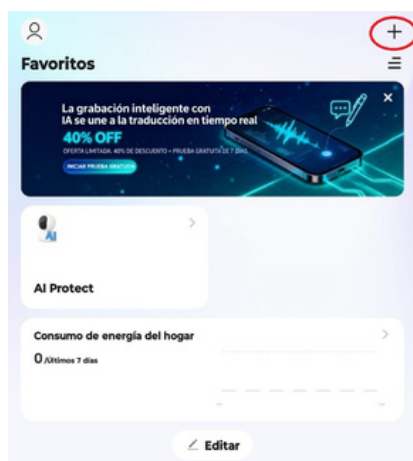 Favoritos
La grabación inteligente con
IA se une a la traducción en tiempo real
40% OFF
OFERTA LIMITADA: 40% DE DESCUENTO + PRUEBA GRATUITA DE 7 DÍAS
INICIAR PRUEBA GRATUITA
AI
AI Protect
Consumo de energía del hogar
0 /Últimos 7 días
Editar